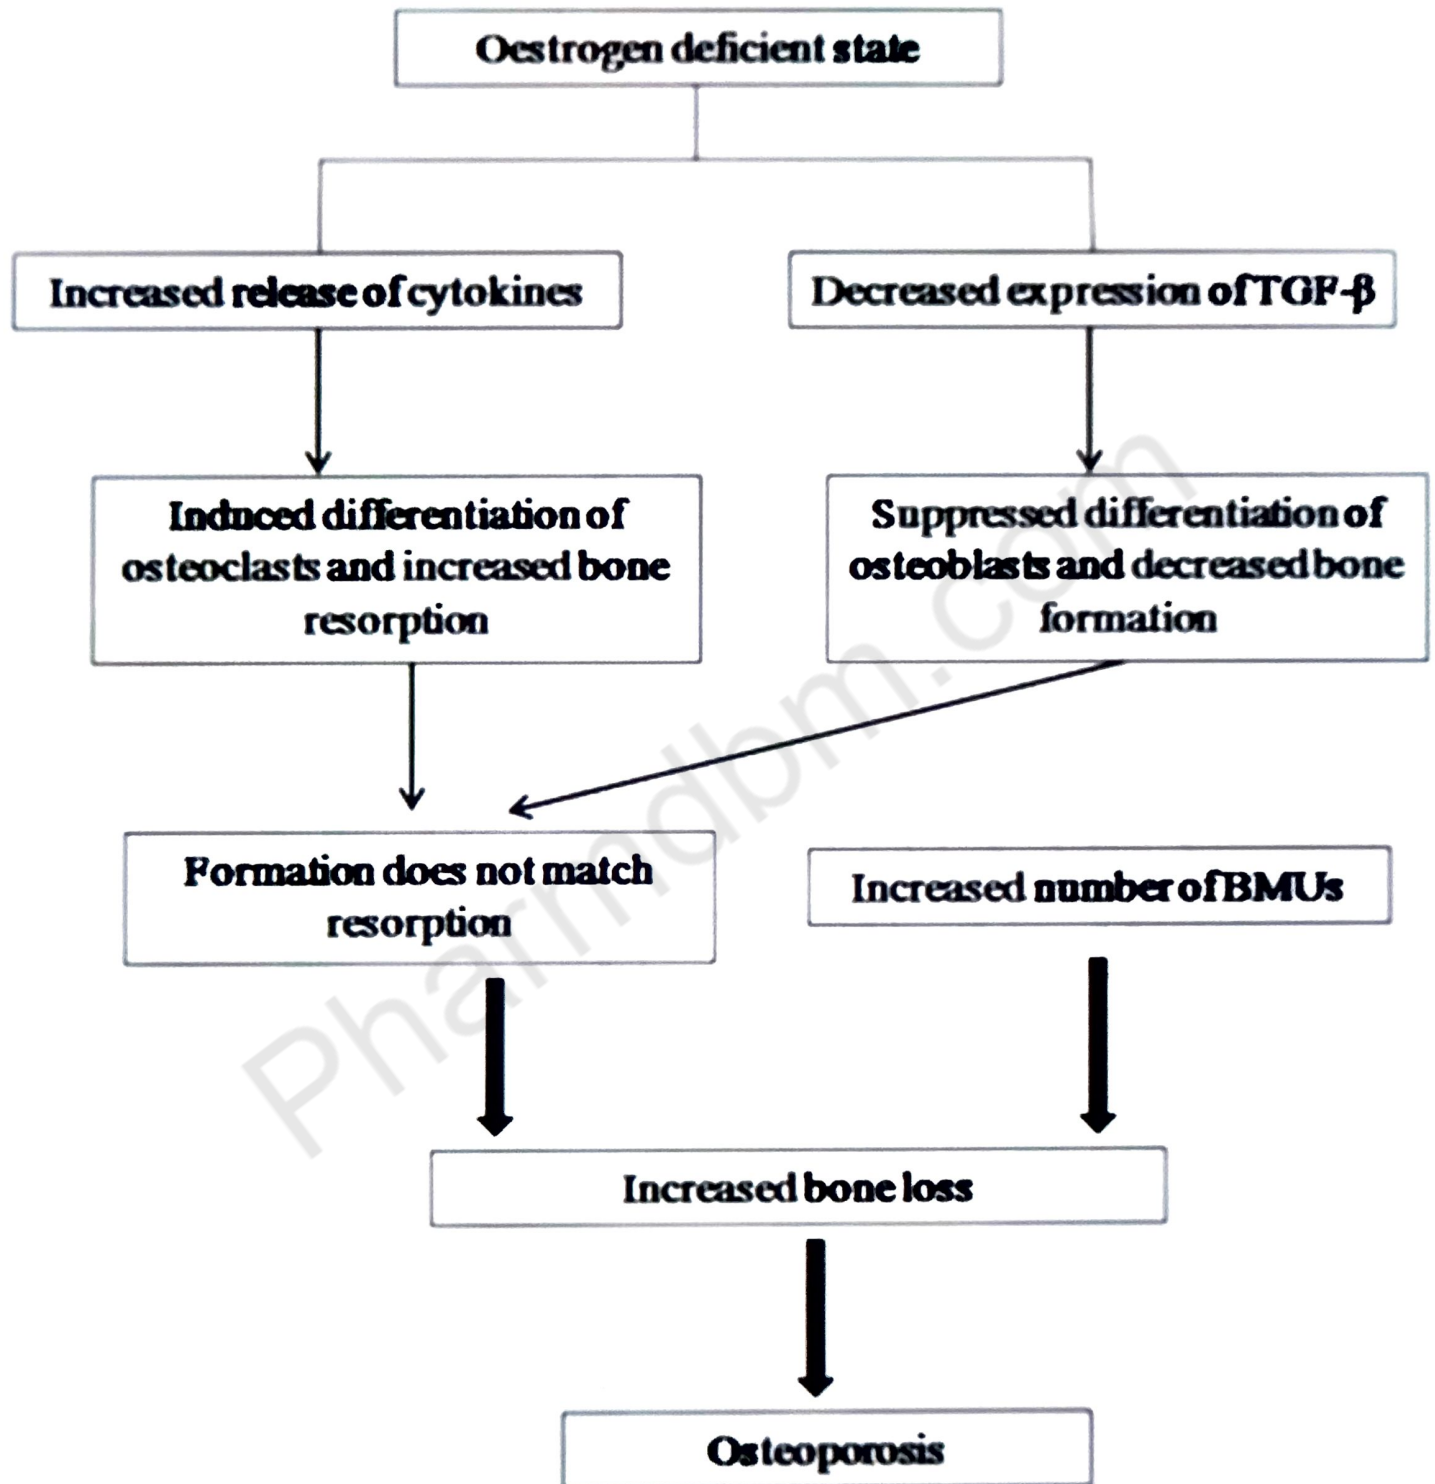 Oestrogen deficient state
Increased release of cytokines
Decreased expression of TGF-β
Induced differentiation of
osteoclasts and increased bone
resorption
Suppressed differentiation of
osteoblasts and decreased bone
formation
Formation does not match
resorption
Increased number of BMUs
Increased bone loss
Osteoporosis
Pharmdbm.com